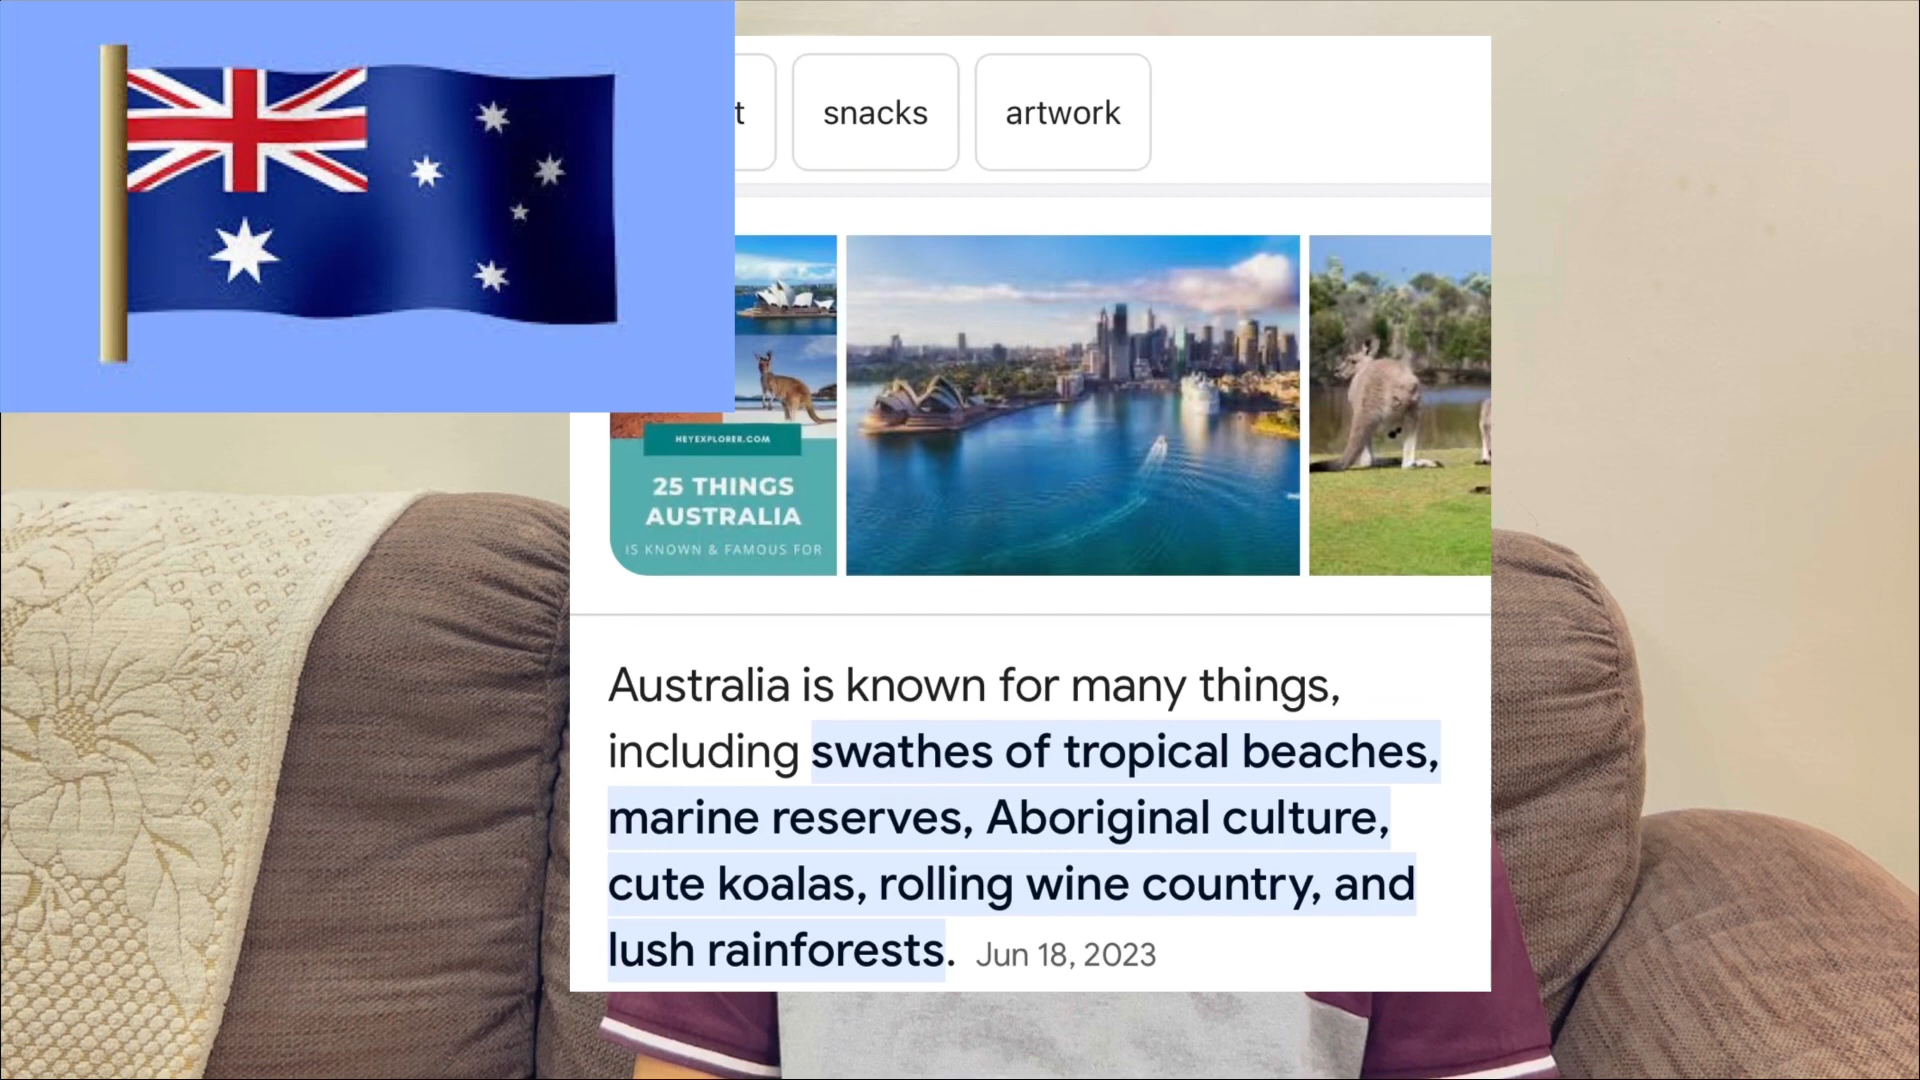 t
snacks
artwork
HEYEXPLORER.COM
25 THINGS
AUSTRALIA
IS KNOWN & FAMOUS FOR
Australia is known for many things,
including swathes of tropical beaches,
marine reserves, Aboriginal culture,
cute koalas, rolling wine country, and
lush rainforests. Jun 18, 2023